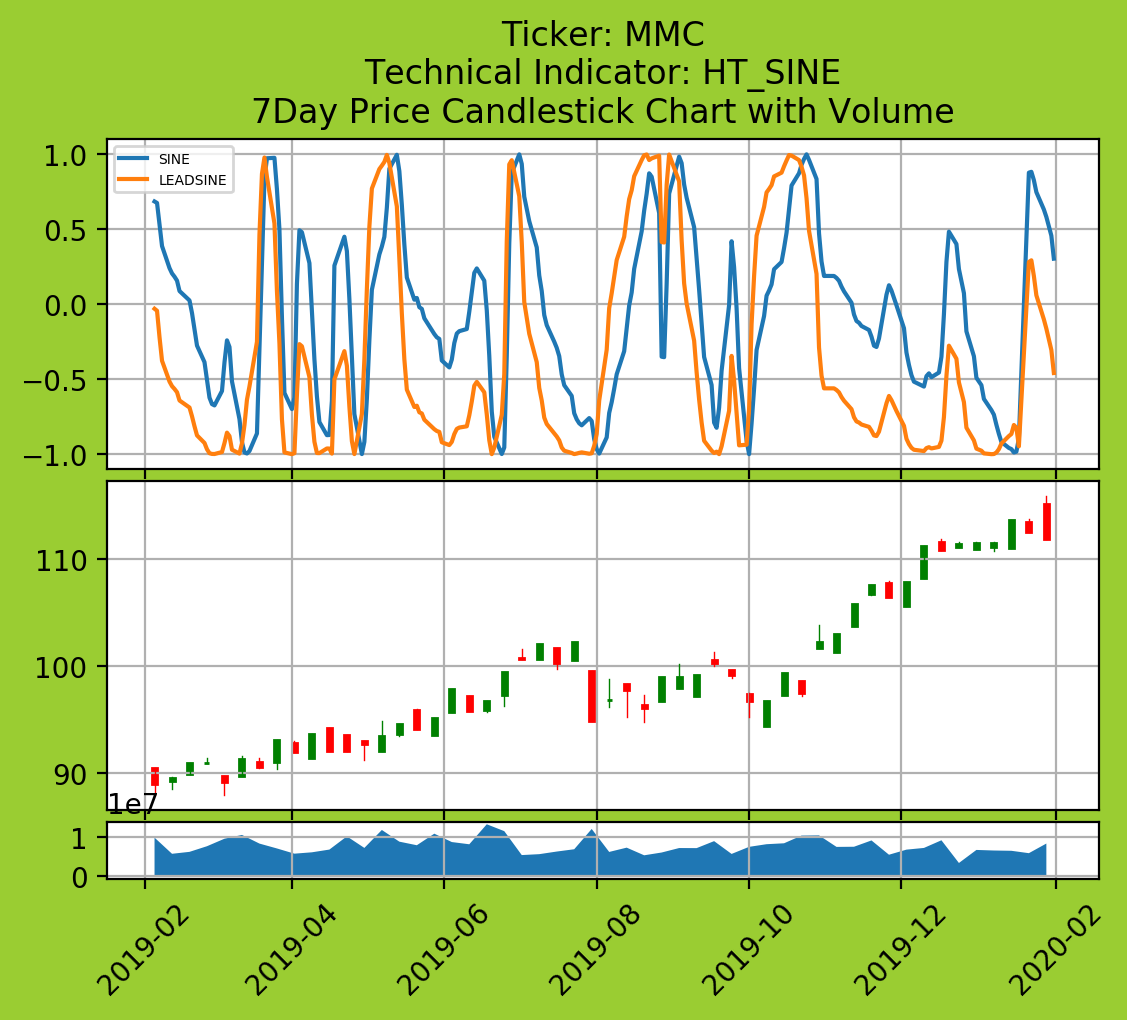 Ticker: MMC
Technical Indicator: HT_SINE
7Day Price Candlestick Chart with Volume
SINE
LEADSINE
1.0
0.5
0.0
−0.5
−1.0
110
100
90
1e7
1
0
2019-02
2019-04
2019-06
2019-08
2019-10
2019-12
2020-02